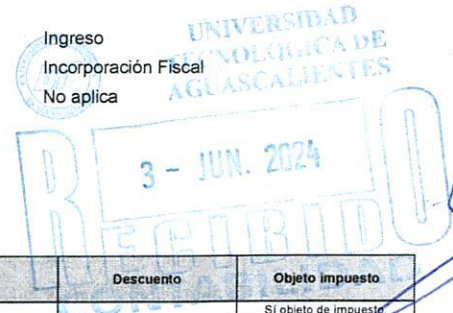 Ingreso
Incorporación Fiscal
No aplica
UNIVERSIDAD
TECNOLOGICA DE
AGUASCALIENTES
3 - JUN. 2024
RECIBIDO
Descuento Objeto impuesto
Sí objeto de impuesto